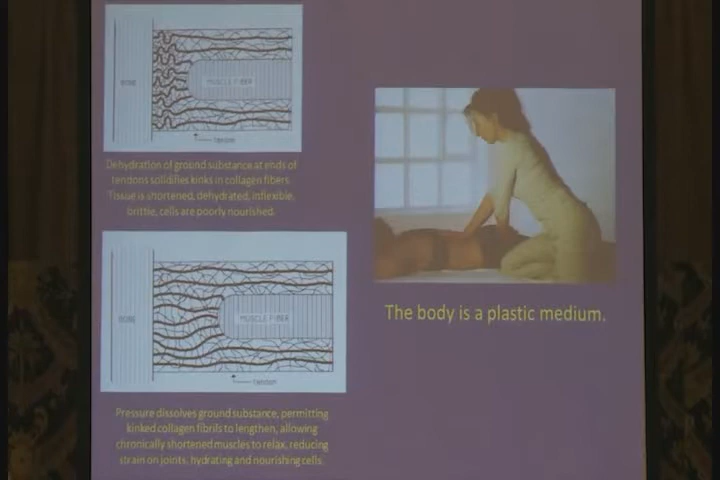 BONE
MUSCLE FIBER
TENDON
Dehydration of ground substance at ends of
tendons solidifies kinks in collagen fibers.
Tissue is shortened, dehydrated, inflexible,
brittle, cells are poorly nourished.
BONE
MUSCLE FIBER
TENDON
Pressure dissolves ground substance, permitting
kinked collagen fibrils to lengthen, allowing
chronically shortened muscles to relax, reducing
strain on joints, hydrating and nourishing cells.
The body is a plastic medium.